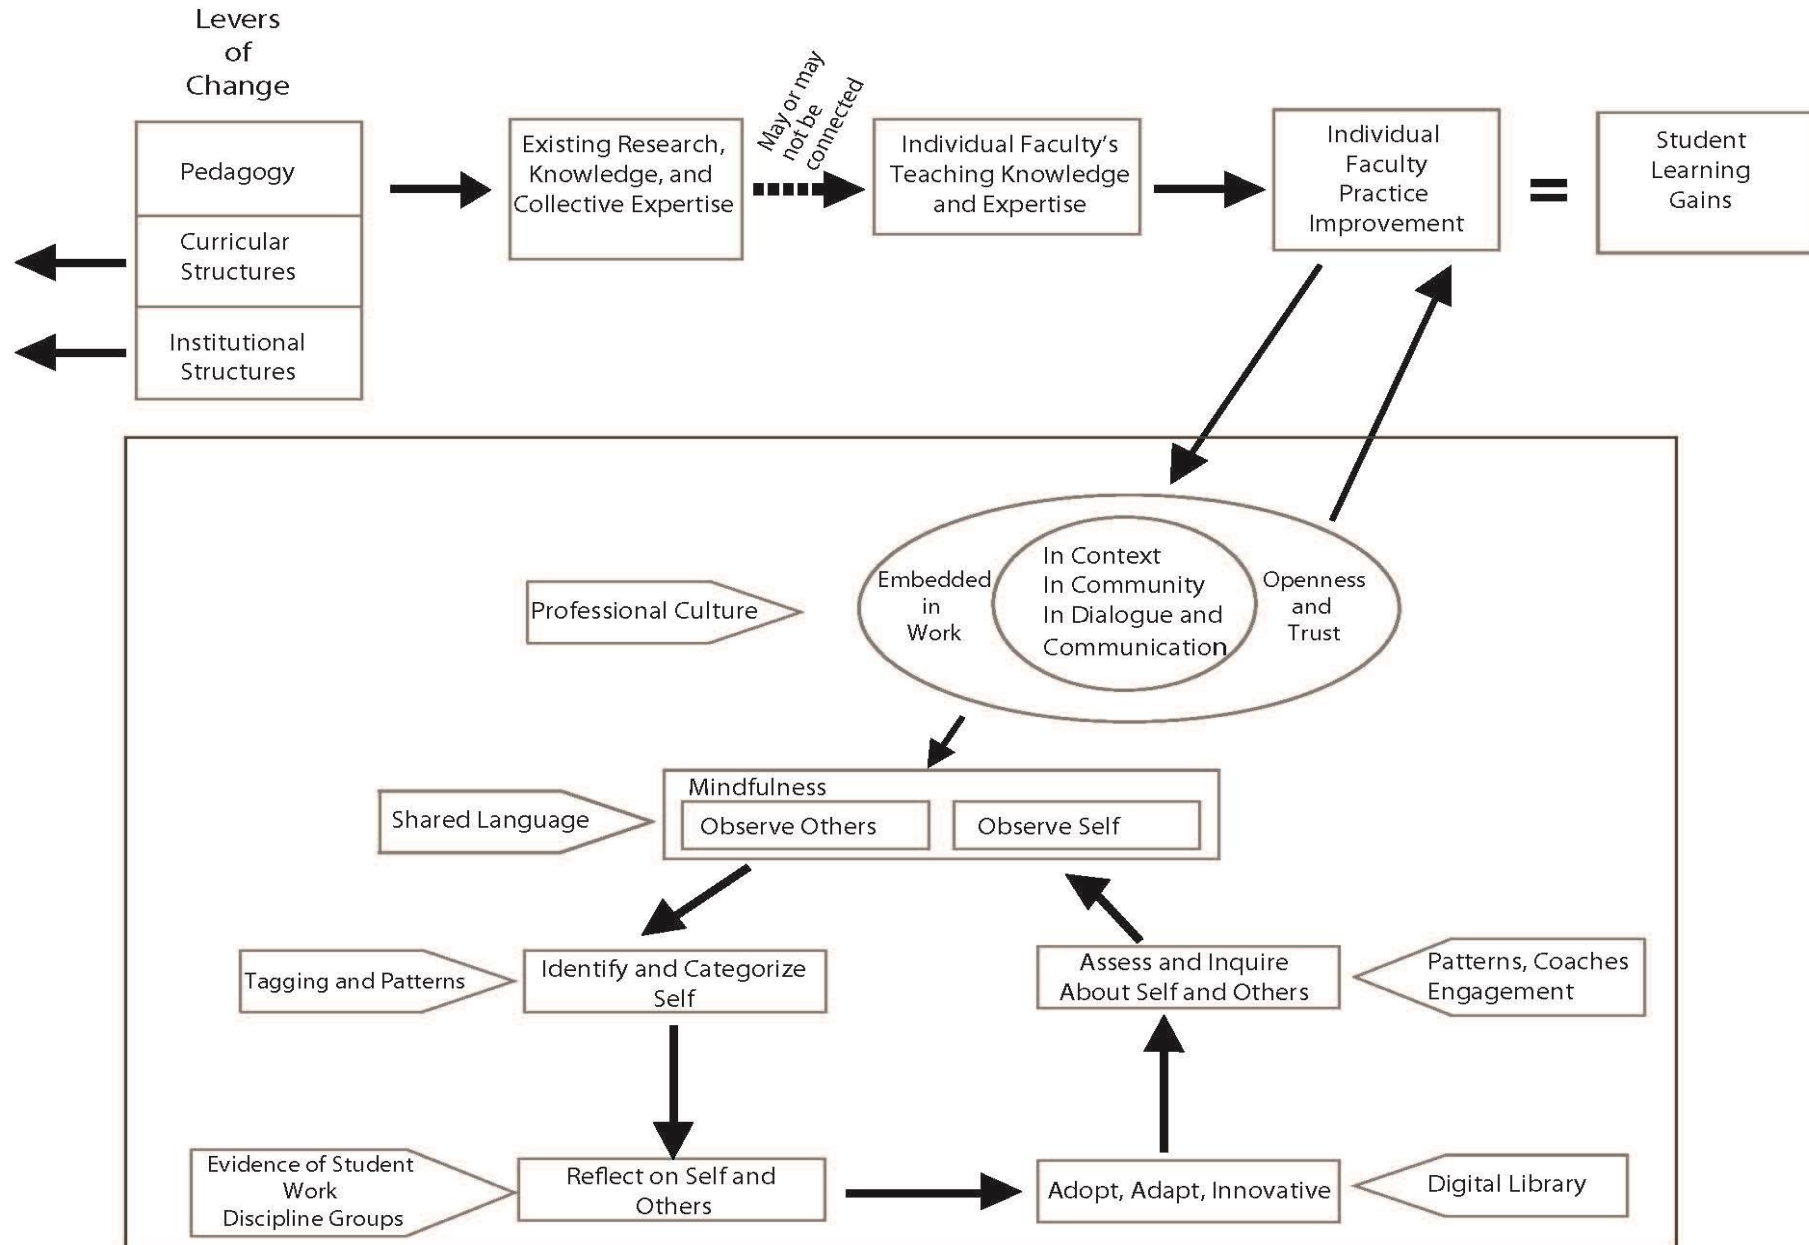 Levers
of
Change
Pedagogy
Curricular
Structures
Institutional
Structures
Existing Research,
Knowledge, and
Collective Expertise
May or may
not be
connected
Individual Faculty's
Teaching Knowledge
and Expertise
Individual
Faculty
Practice
Improvement
=
Student
Learning
Gains
Professional Culture
Embedded
in
Work
In Context
In Community
In Dialogue and
Communication
Openness
and
Trust
Shared Language
Mindfulness
Observe Others
Observe Self
Tagging and Patterns
Identify and Categorize
Self
Assess and Inquire
About Self and Others
Patterns, Coaches
Engagement
Evidence of Student
Work
Discipline Groups
Reflect on Self and
Others
Adopt, Adapt, Innovative
Digital Library